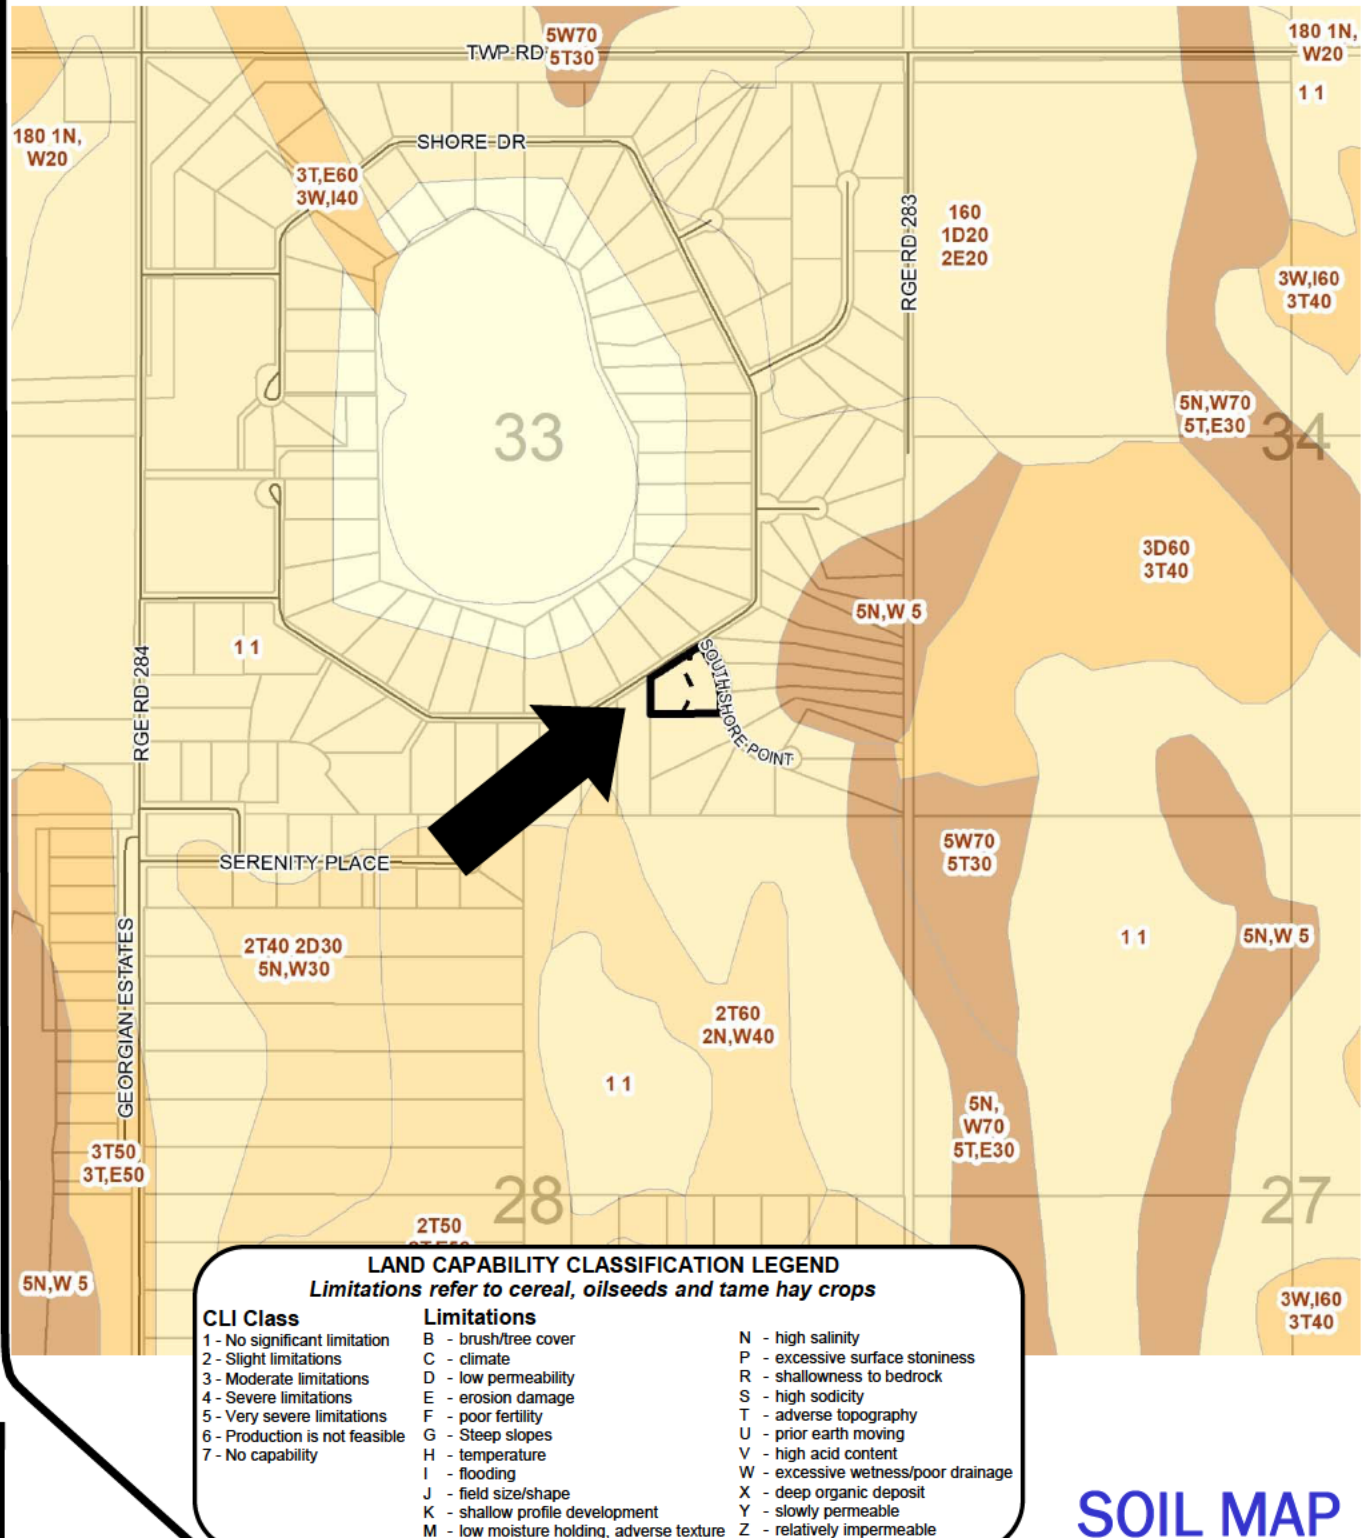 5W70
5T30
TWP RD
180 1N,
W20
1 1
180 1N,
W20
SHORE DR
3T,E60
3W,I40
RGE RD 283
160
1D20
2E20
3W,I60
3T40
33
5N,W70
5T,E30
34
3D60
3T40
5N,W 5
1 1
RGE RD 284
SOUTH SHORE POINT
SERENITY PLACE
5W70
5T30
GEORGIAN ESTATES
2T40 2D30
5N,W30
1 1
5N,W 5
2T60
2N,W40
1 1
5N,
W70
5T,E30
3T50
3T,E50
28
27
2T50
5N,W 5
3W,I60
3T40
LAND CAPABILITY CLASSIFICATION LEGEND
Limitations refer to cereal, oilseeds and tame hay crops
CLI Class
1 - No significant limitation
2 - Slight limitations
3 - Moderate limitations
4 - Severe limitations
5 - Very severe limitations
6 - Production is not feasible
7 - No capability
Limitations
B - brush/tree cover
C - climate
D - low permeability
E - erosion damage
F - poor fertility
G - Steep slopes
H - temperature
I - flooding
J - field size/shape
K - shallow profile development
M - low moisture holding, adverse texture
N - high salinity
P - excessive surface stoniness
R - shallowness to bedrock
S - high sodicity
T - adverse topography
U - prior earth moving
V - high acid content
W - excessive wetness/poor drainage
X - deep organic deposit
Y - slowly permeable
Z - relatively impermeable
SOIL MAP